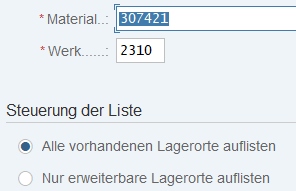 * Material..: 307421
* Werk......: 2310
Steuerung der Liste
Alle vorhandenen Lagerorte auflisten
Nur erweiterbare Lagerorte auflisten